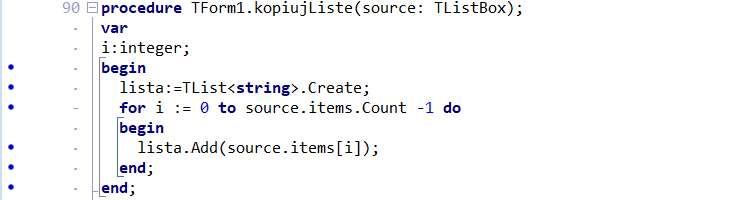 90 procedure TForm1.kopiujListe(source: TListBox);
var
i:integer;
begin
lista:=TList<string>.Create;
for i := 0 to source.items.Count -1 do
begin
lista.Add(source.items[i]);
end;
end;